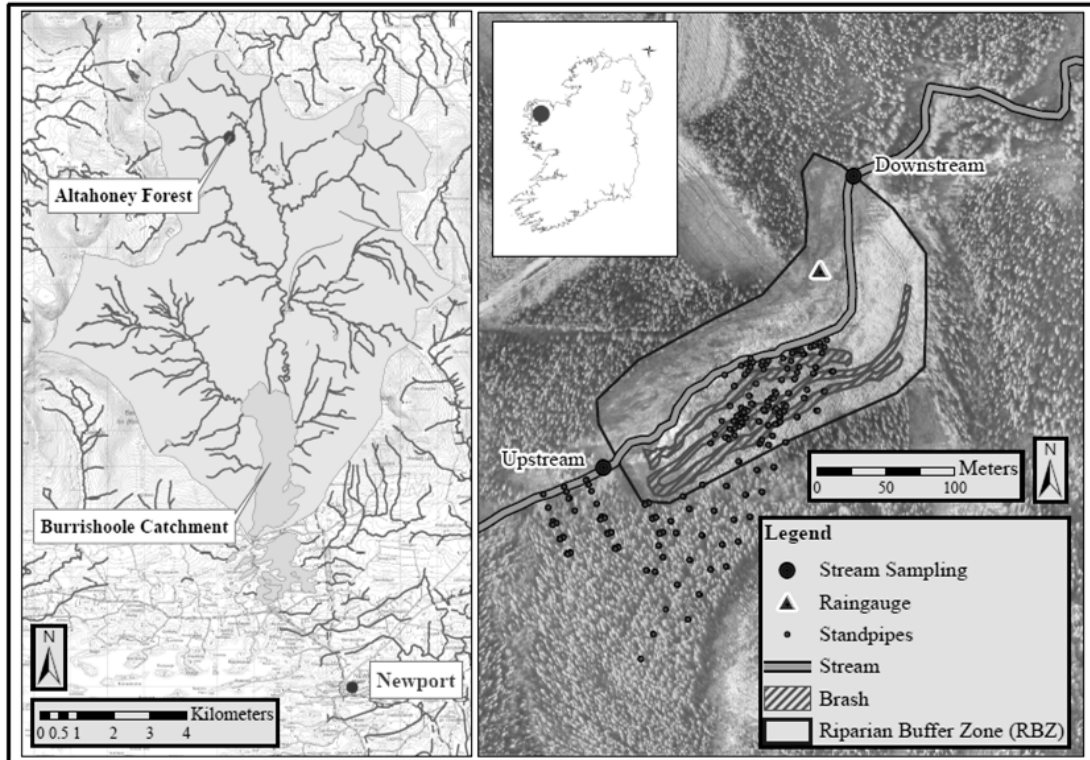 Altahoney Forest
Burrishoole Catchment
Newport
N
Kilometers
0 0.5 1 2 3 4
Downstream
Upstream
Meters
0 50 100
N
Legend
Stream Sampling
Raingauge
Standpipes
Stream
Brash
Riparian Buffer Zone (RBZ)